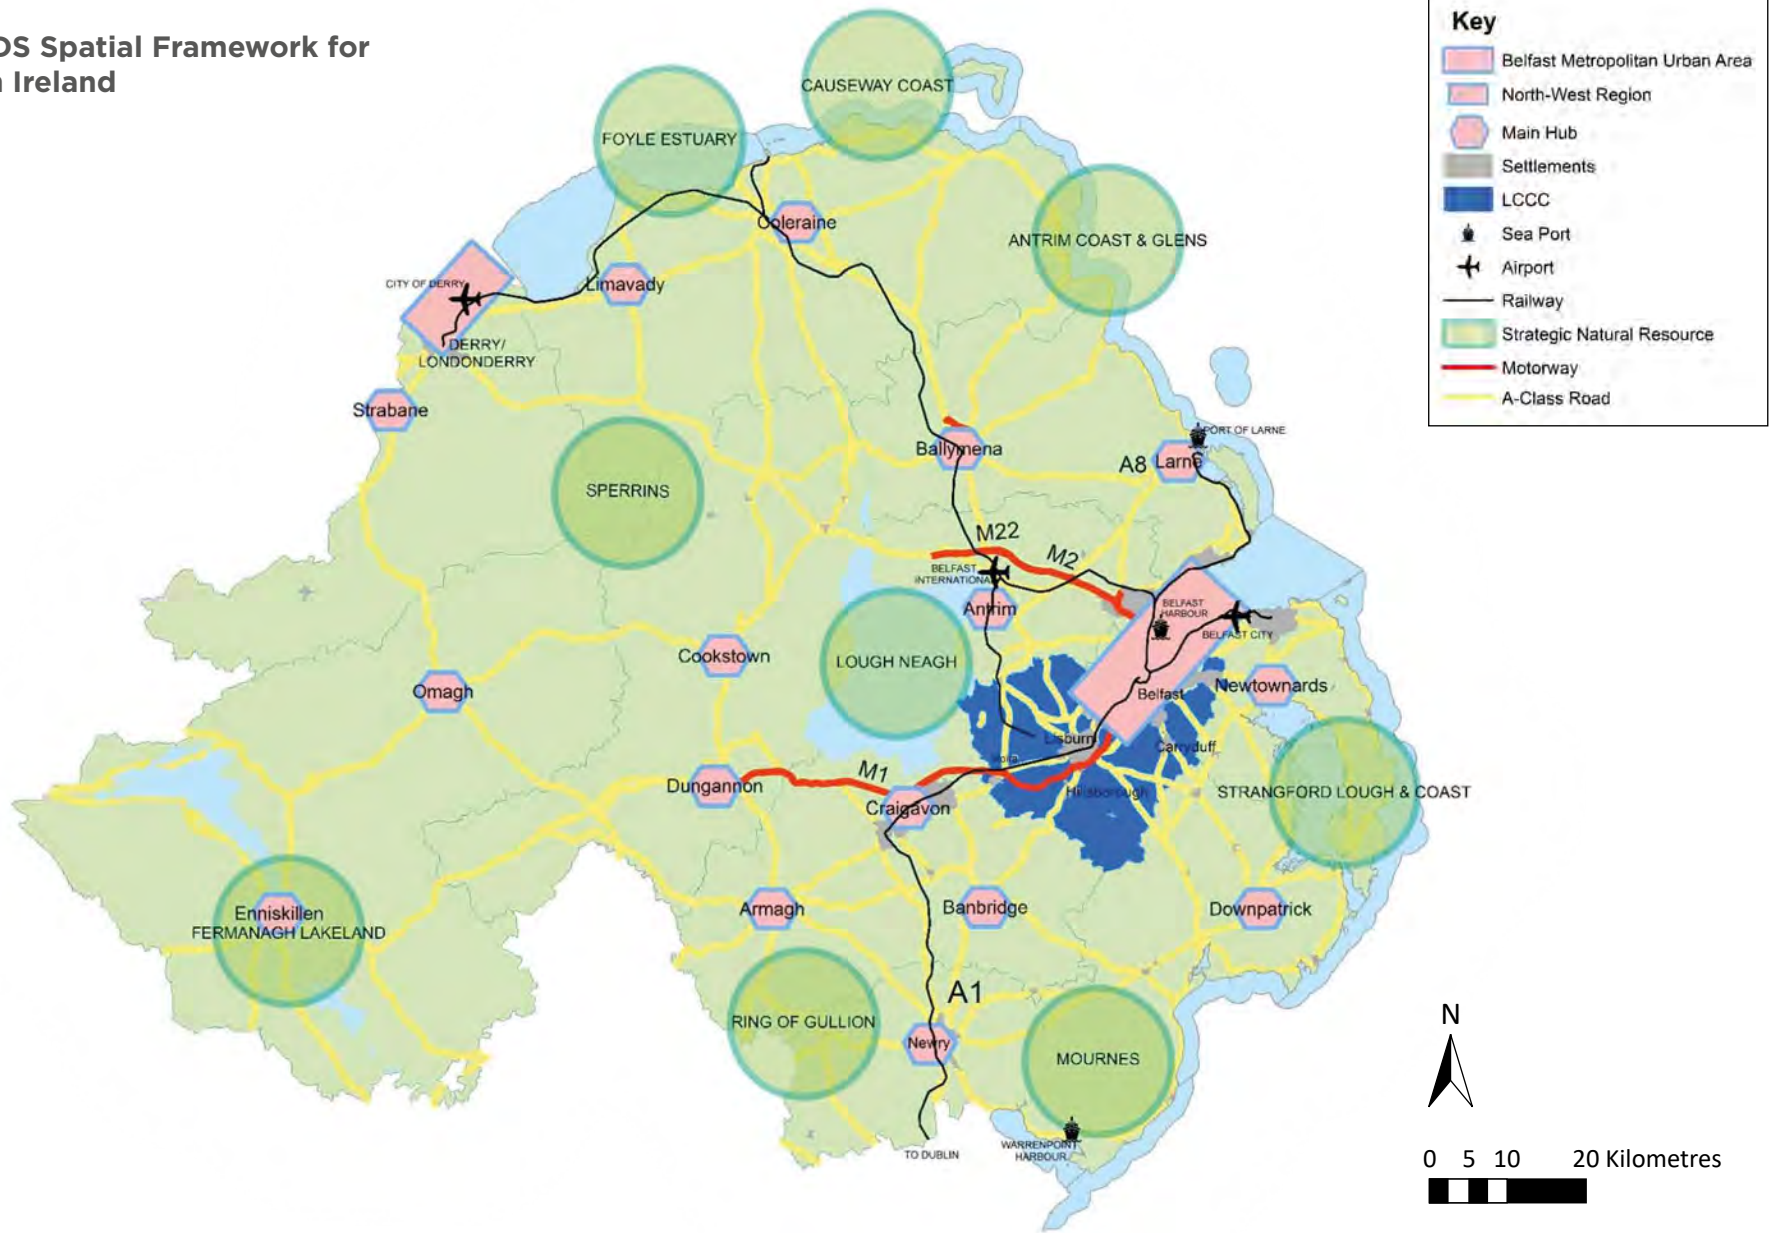 DS Spatial Framework for
n Ireland
Key
Belfast Metropolitan Urban Area
North-West Region
Main Hub
Settlements
LCCC
Sea Port
Airport
Railway
Strategic Natural Resource
Motorway
A-Class Road
CAUSEWAY COAST
FOYLE ESTUARY
Coleraine
ANTRIM COAST & GLENS
CITY OF DERRY
Limavady
DERRY/
LONDONDERRY
Strabane
PORT OF LARNE
Ballymena
A8
Larne
SPERRINS
M22
M2
BELFAST
INTERNATIONAL
Antrim
BELFAST
HARBOUR
BELFAST CITY
Cookstown
LOUGH NEAGH
Omagh
Belfast
Newtownards
Lisburn
Carryduff
Moira
M1
Dungannon
Craigavon
Hillsborough
STRANGFORD LOUGH & COAST
Enniskillen
FERMANAGH LAKELAND
Armagh
Banbridge
Downpatrick
A1
RING OF GULLION
Newry
MOURNES
WARRENPOINT
HARBOUR
TO DUBLIN
N
0 5 10 20 Kilometres